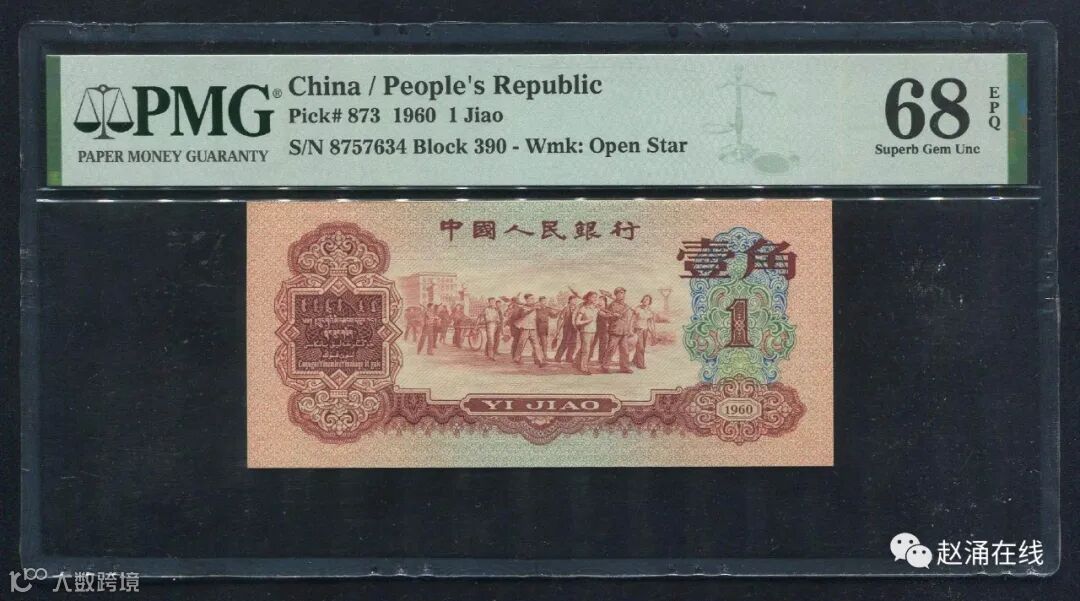 PMG®
PAPER MONEY GUARANTY
China / People's Republic
Pick# 873 1960 1 Jiao
S/N 8757634 Block 390 - Wmk: Open Star
68
EPQ
Superb Gem Unc
中國人民銀行
壹角
1
YI JIAO
1960
赵涌在线
大数跨境